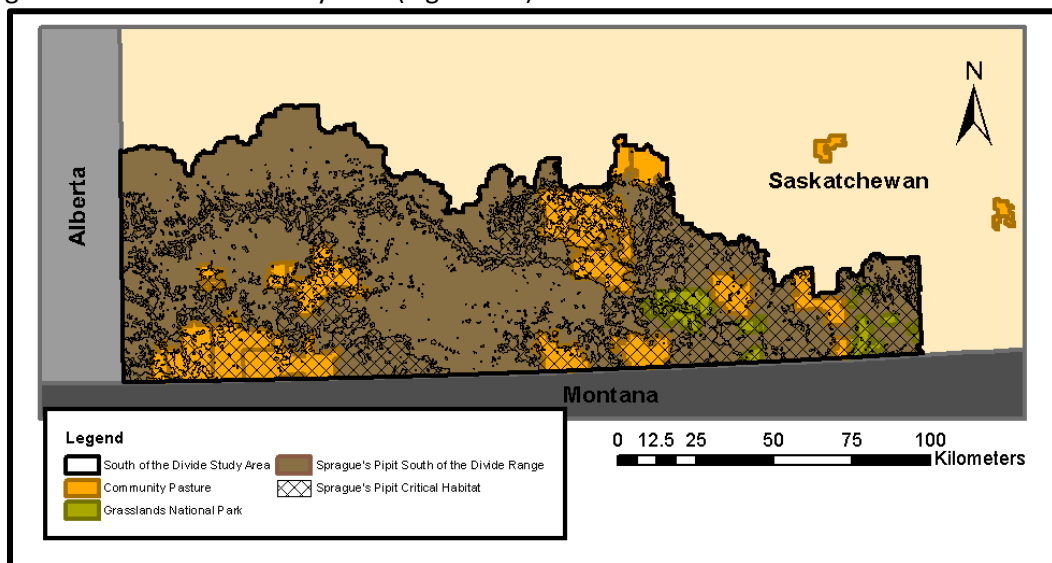 N
Saskatchewan
Alberta
Montana
Legend
South of the Divide Study Area
Sprague's Pipit South of the Divide Range
Community Pasture
Sprague's Pipit Critical Habitat
Grasslands National Park
0 12.5 25 50 75 100
Kilometers